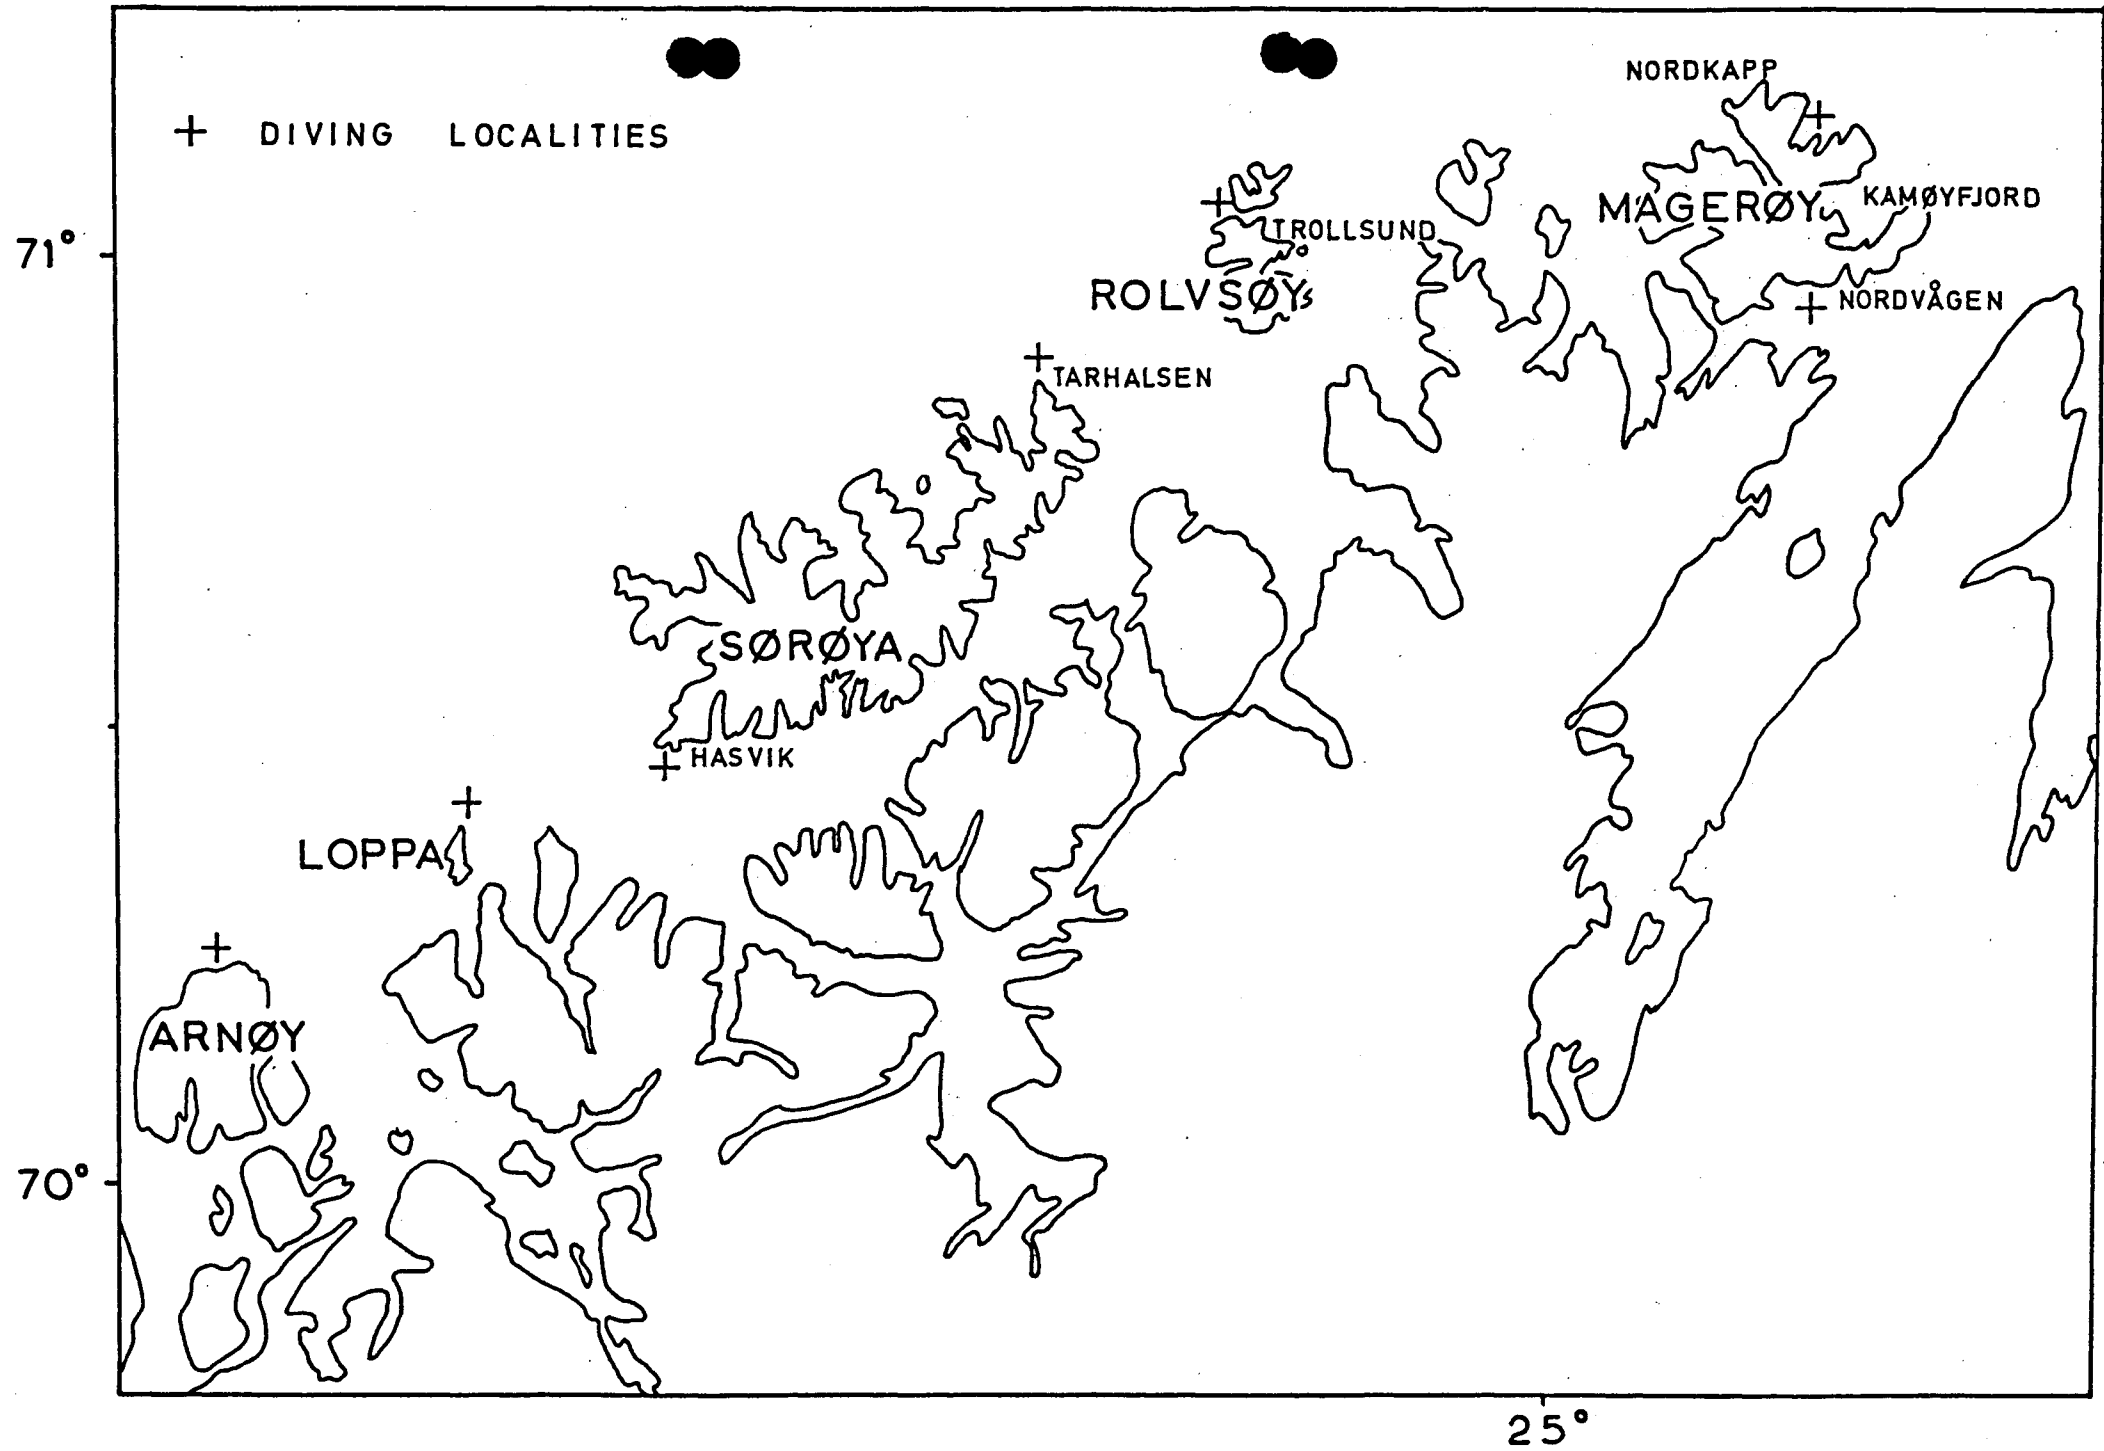 NORDKAPP
+ DIVING LOCALITIES
KAMØYFJORD
MAGERØY
TROLLSUND
71°
ROLVSØY
NORDVÅGEN
TARHALSEN
SØRØYA
HASVIK
LOPPA
ARNØY
70°
25°